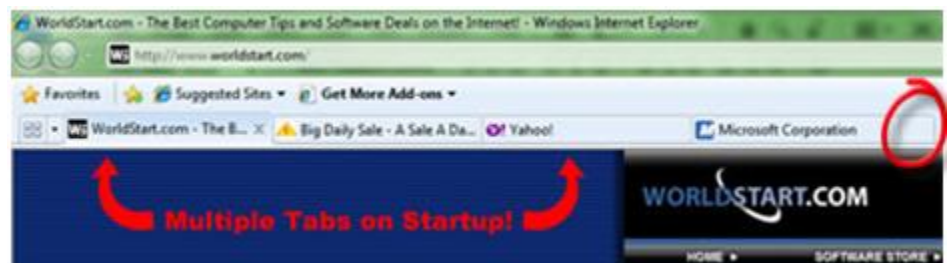 WorldStart.com - The Best Computer Tips and Software Deals on the Internet! - Windows Internet Explorer
W8 http://www.worldstart.com/
Favorites Suggested Sites ▾ Get More Add-ons ▾
WorldStart.com - The B... × Big Daily Sale - A Sale A Da... Yahoo! Microsoft Corporation
Multiple Tabs on Startup!
WORLDSTART.COM
HOME SOFTWARE STORE